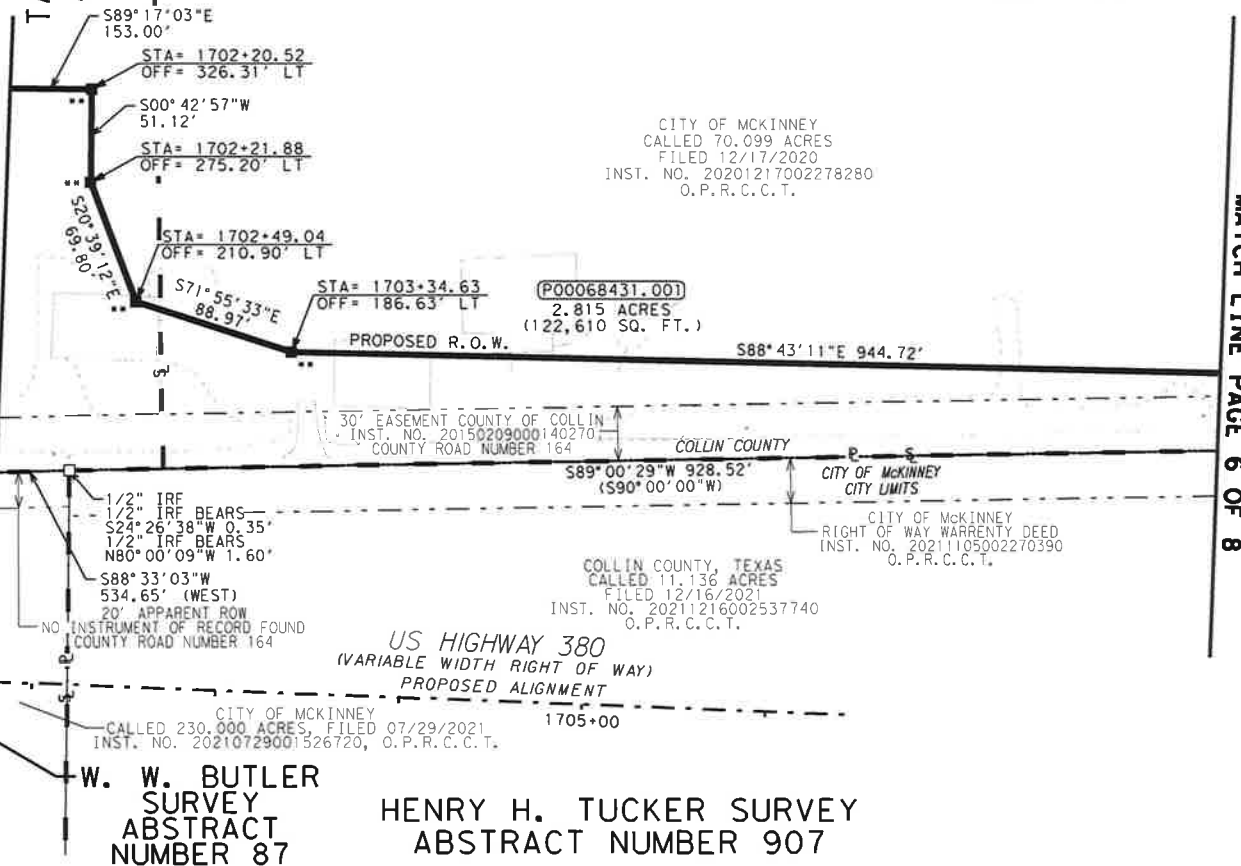 S89°17'03"E
153.00'
STA= 1702+20.52
OFF= 326.31' LT
S00°42'57"W
51.12'
STA= 1702+21.88
OFF= 275.20' LT
S20°39'12"E
69.80'
STA= 1702+49.04
OFF= 210.90' LT
S71°55'33"E
88.97'
STA= 1703+34.63
OFF= 186.63' LT
CITY OF MCKINNEY
CALLED 70.099 ACRES
FILED 12/17/2020
INST. NO. 20201217002278280
O.P.R.C.C.T.
P00068431.001
2.815 ACRES
(122,610 SQ. FT.)
PROPOSED R.O.W.
S88°43'11"E 944.72'
MATCH LINE PAGE 6 OF 8
30' EASEMENT COUNTY OF COLLIN
INST. NO. 20150209000140270
COUNTY ROAD NUMBER 164
COLLIN COUNTY
S89°00'29"W 928.52'
(S90°00'00"W)
CITY OF McKINNEY
CITY LIMITS
1/2" IRF
1/2" IRF BEARS
S24°26'38"W 0.35'
1/2" IRF BEARS
N80°00'09"W 1.60'
S88°33'03"W
534.65' (WEST)
20' APPARENT ROW
NO INSTRUMENT OF RECORD FOUND
COUNTY ROAD NUMBER 164
CITY OF McKINNEY
RIGHT OF WAY WARRENTY DEED
INST. NO. 20211105002270390
O.P.R.C.C.T.
COLLIN COUNTY, TEXAS
CALLED 11.136 ACRES
FILED 12/16/2021
INST. NO. 20211216002537740
O.P.R.C.C.T.
US HIGHWAY 380
(VARIABLE WIDTH RIGHT OF WAY)
PROPOSED ALIGNMENT
1705+00
CITY OF MCKINNEY
CALLED 230.000 ACRES, FILED 07/29/2021
INST. NO. 20210729001526720, O.P.R.C.C.T.
W. W. BUTLER
SURVEY
ABSTRACT
NUMBER 87
HENRY H. TUCKER SURVEY
ABSTRACT NUMBER 907